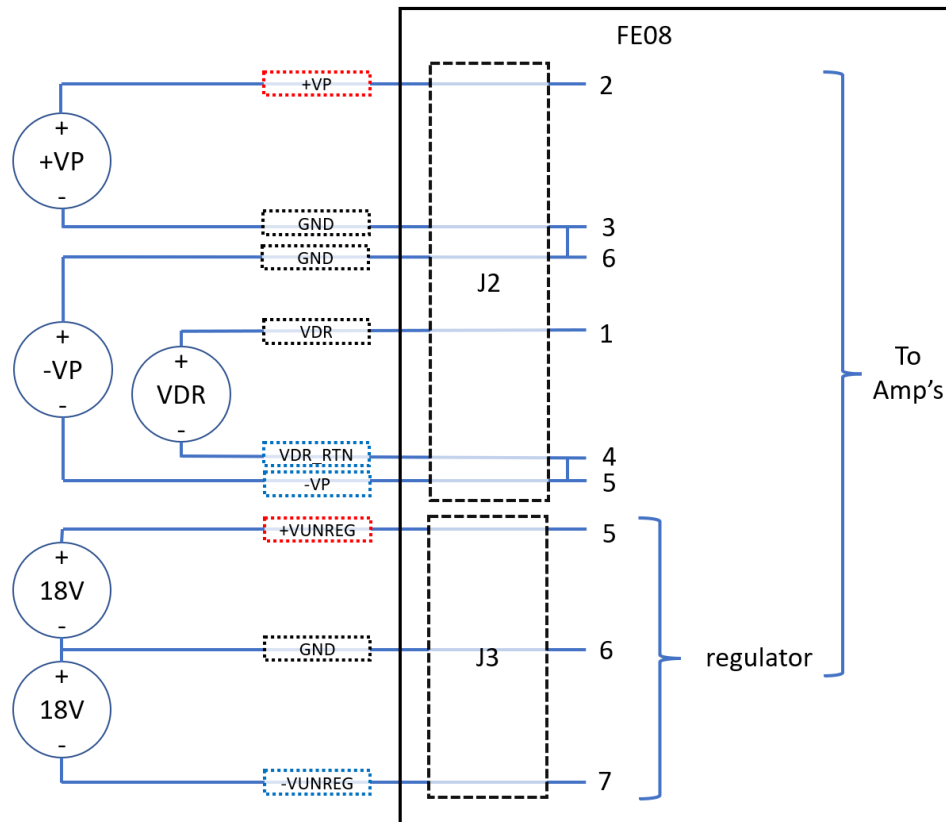 FE08
+VP
2
+
+VP
-
GND
3
GND
6
J2
+
-VP
-
VDR
1
+
VDR
-
To
Amp's
VDR_RTN
4
-VP
5
+VUNREG
5
+
18V
-
GND
6
J3
regulator
+
18V
-
-VUNREG
7